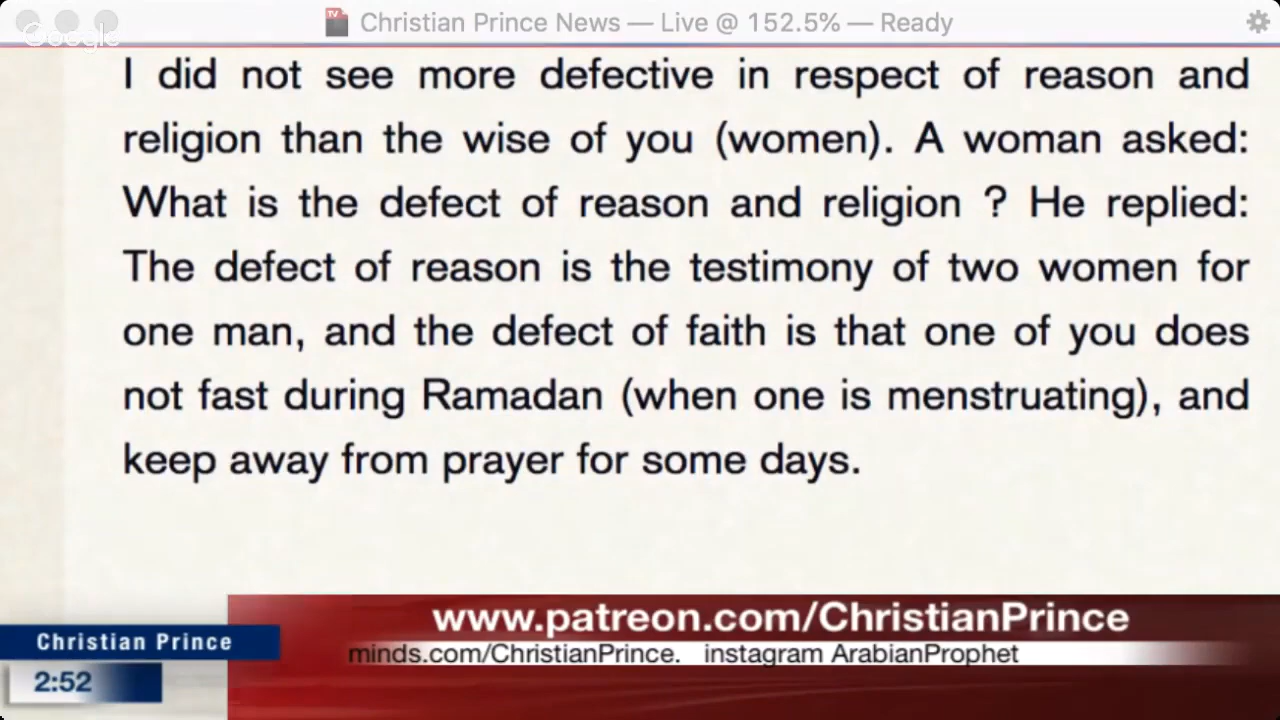 Christian Prince News — Live @ 152.5% — Ready
Google
I did not see more defective in respect of reason and
religion than the wise of you (women). A woman asked:
What is the defect of reason and religion ? He replied:
The defect of reason is the testimony of two women for
one man, and the defect of faith is that one of you does
not fast during Ramadan (when one is menstruating), and
keep away from prayer for some days.
www.patreon.com/ChristianPrince
Christian Prince
minds.com/ChristianPrince. instagram ArabianProphet
2:52